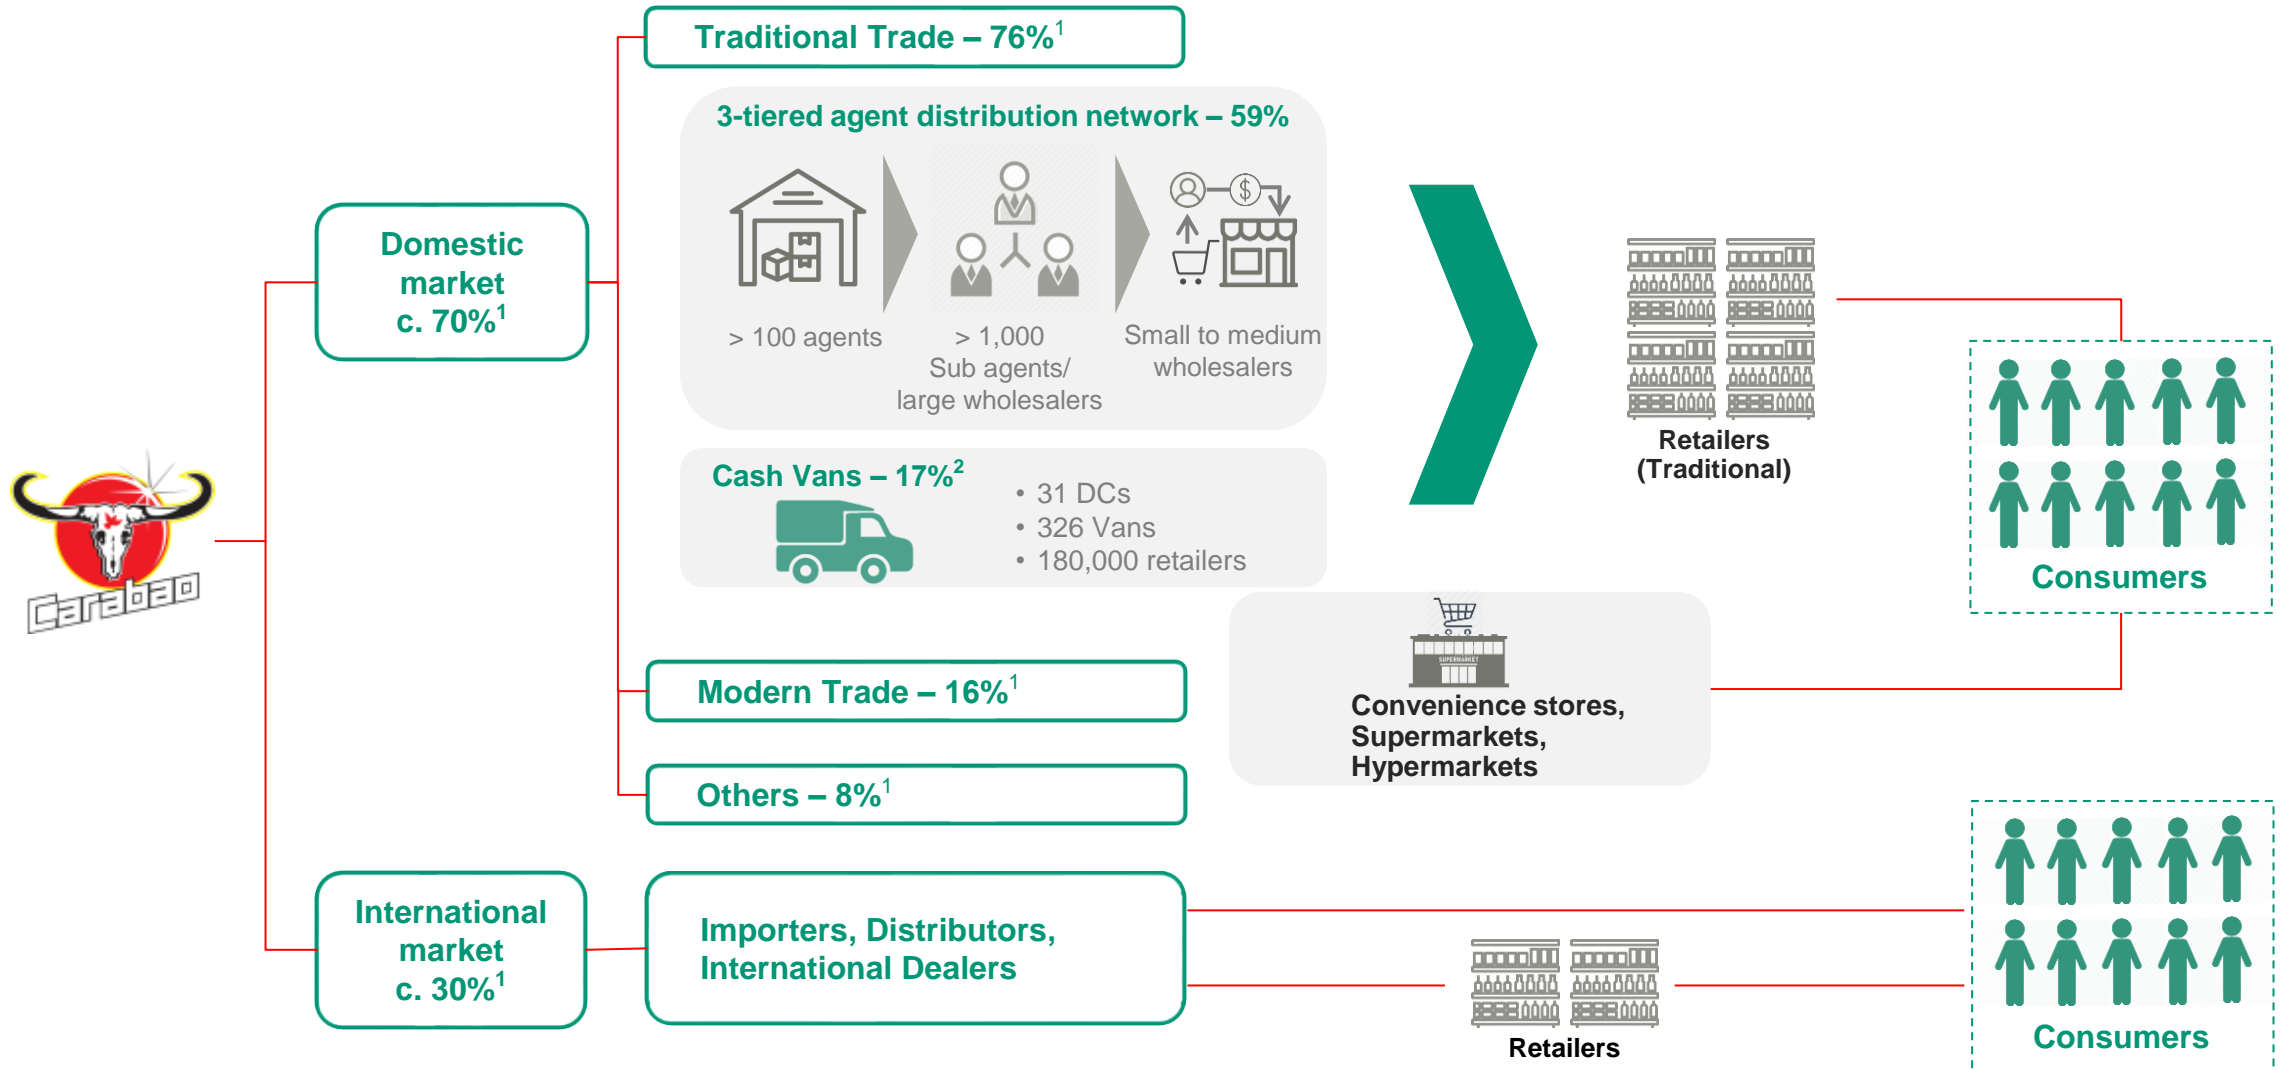 Traditional Trade – 76%¹
3-tiered agent distribution network – 59%
> 100 agents
> 1,000
Sub agents/
large wholesalers
Small to medium
wholesalers
Cash Vans – 17%²
• 31 DCs
• 326 Vans
• 180,000 retailers
Domestic
market
c. 70%¹
Retailers
(Traditional)
Consumers
Carabao
SUPERMARKET
Convenience stores,
Supermarkets,
Hypermarkets
Modern Trade – 16%¹
Others – 8%¹
International
market
c. 30%¹
Importers, Distributors,
International Dealers
Retailers
Consumers